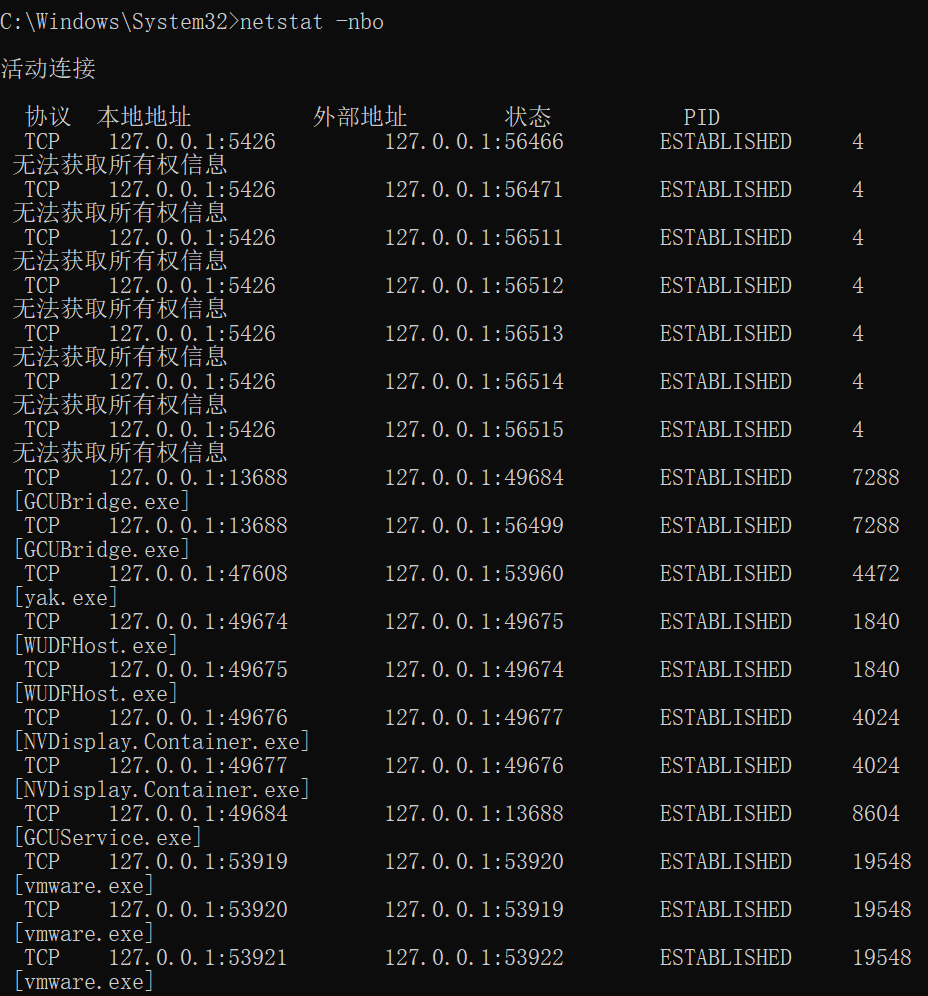 C:\Windows\System32>netstat -nbo
活动连接
协议 本地地址 外部地址 状态 PID
TCP 127.0.0.1:5426 127.0.0.1:56466 ESTABLISHED 4
无法获取所有权信息
TCP 127.0.0.1:5426 127.0.0.1:56471 ESTABLISHED 4
无法获取所有权信息
TCP 127.0.0.1:5426 127.0.0.1:56511 ESTABLISHED 4
无法获取所有权信息
TCP 127.0.0.1:5426 127.0.0.1:56512 ESTABLISHED 4
无法获取所有权信息
TCP 127.0.0.1:5426 127.0.0.1:56513 ESTABLISHED 4
无法获取所有权信息
TCP 127.0.0.1:5426 127.0.0.1:56514 ESTABLISHED 4
无法获取所有权信息
TCP 127.0.0.1:5426 127.0.0.1:56515 ESTABLISHED 4
无法获取所有权信息
TCP 127.0.0.1:13688 127.0.0.1:49684 ESTABLISHED 7288
[GCUBridge.exe]
TCP 127.0.0.1:13688 127.0.0.1:56499 ESTABLISHED 7288
[GCUBridge.exe]
TCP 127.0.0.1:47608 127.0.0.1:53960 ESTABLISHED 4472
[yak.exe]
TCP 127.0.0.1:49674 127.0.0.1:49675 ESTABLISHED 1840
[WUDFHost.exe]
TCP 127.0.0.1:49675 127.0.0.1:49674 ESTABLISHED 1840
[WUDFHost.exe]
TCP 127.0.0.1:49676 127.0.0.1:49677 ESTABLISHED 4024
[NVDisplay.Container.exe]
TCP 127.0.0.1:49677 127.0.0.1:49676 ESTABLISHED 4024
[NVDisplay.Container.exe]
TCP 127.0.0.1:49684 127.0.0.1:13688 ESTABLISHED 8604
[GCUService.exe]
TCP 127.0.0.1:53919 127.0.0.1:53920 ESTABLISHED 19548
[vmware.exe]
TCP 127.0.0.1:53920 127.0.0.1:53919 ESTABLISHED 19548
[vmware.exe]
TCP 127.0.0.1:53921 127.0.0.1:53922 ESTABLISHED 19548
[vmware.exe]